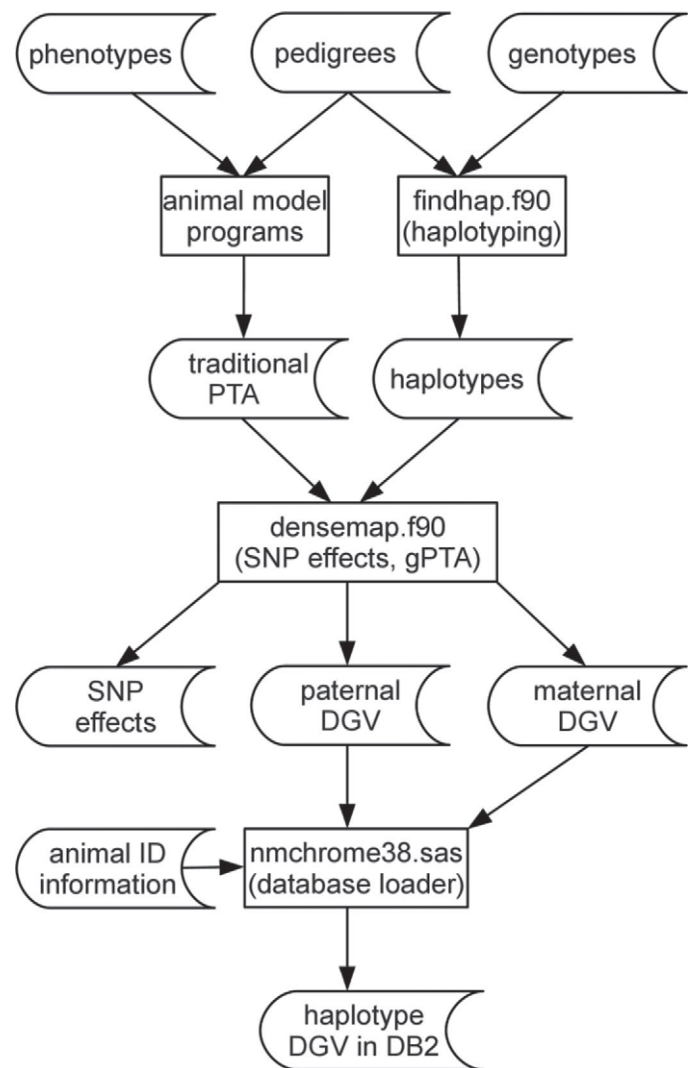 phenotypes
pedigrees
genotypes
animal model
programs
findhap.f90
(haplotyping)
traditional
PTA
haplotypes
densemap.f90
(SNP effects, gPTA)
SNP
effects
paternal
DGV
maternal
DGV
animal ID
information
nmchrome38.sas
(database loader)
haplotype
DGV in DB2